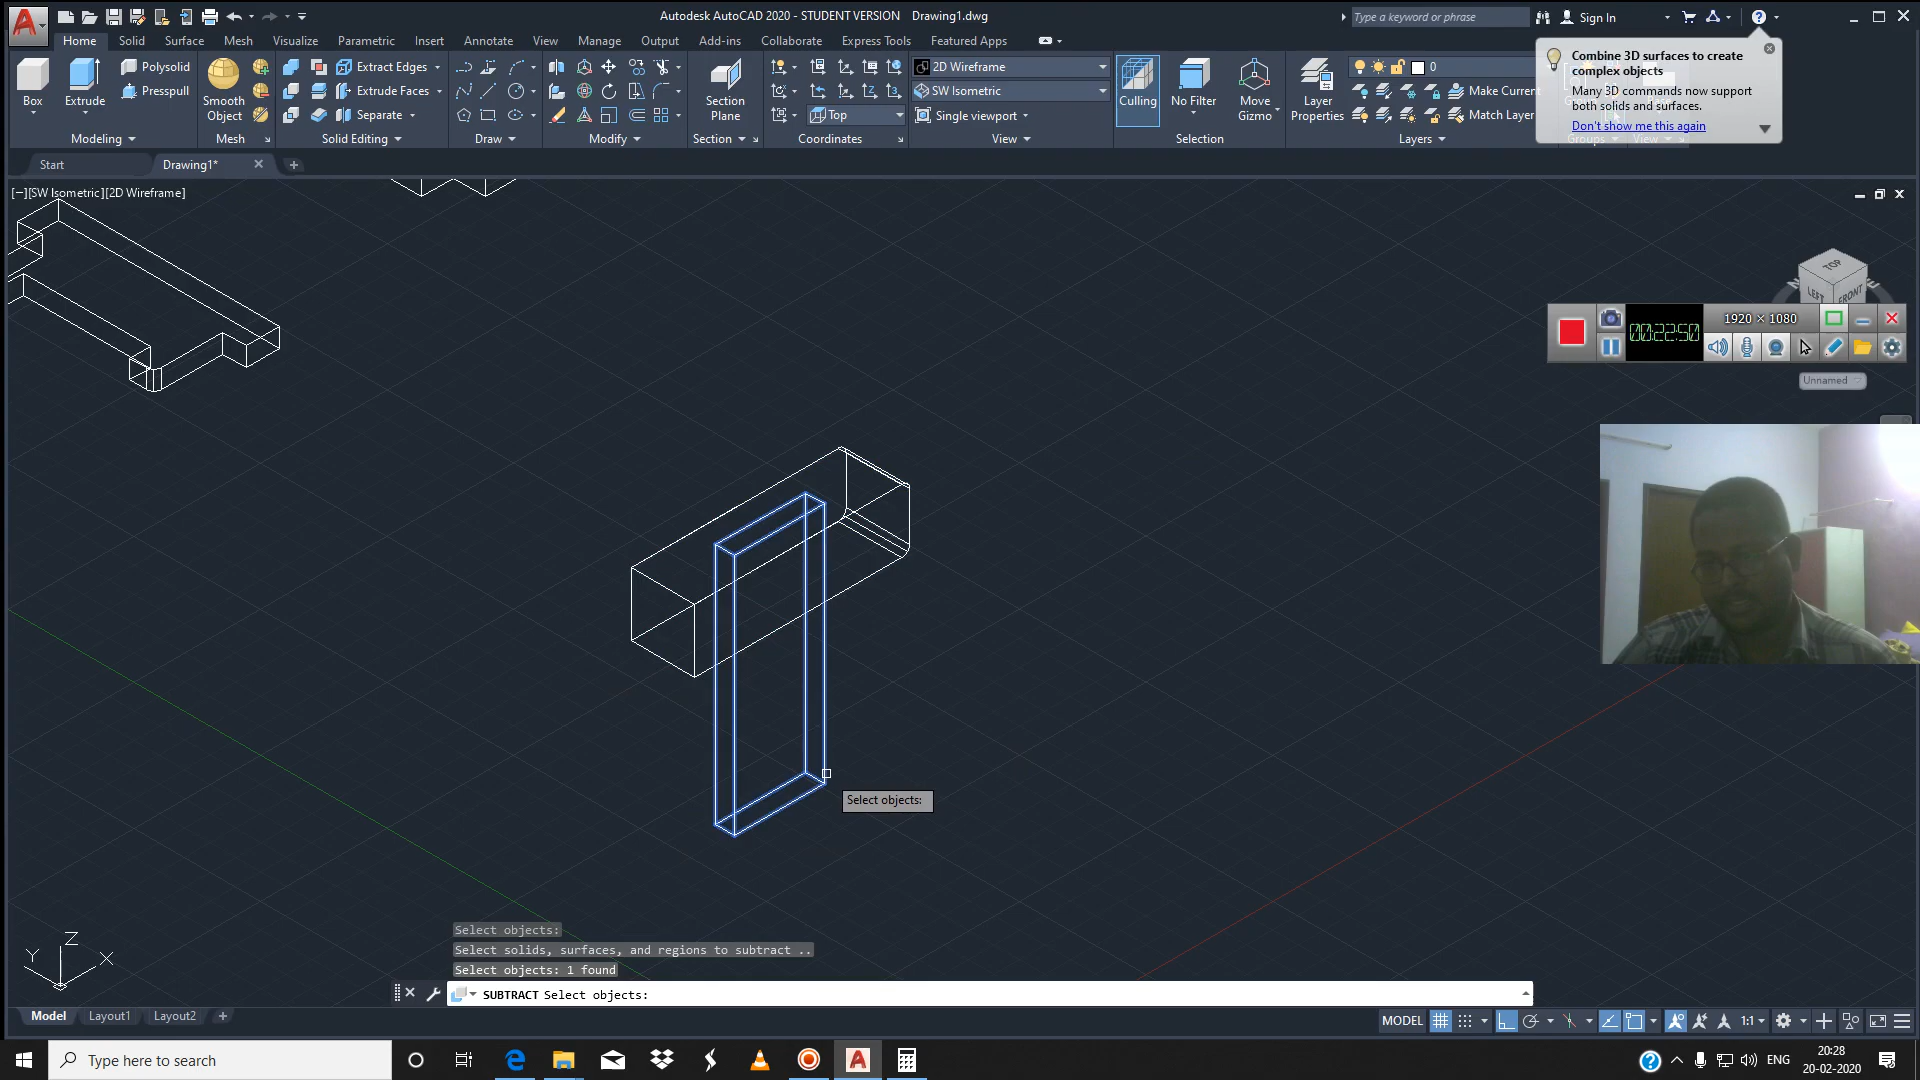 Autodesk AutoCAD 2020 - STUDENT VERSION    Drawing1.dwg
Type a keyword or phrase
Sign In
Home
Solid
Surface
Mesh
Visualize
Parametric
Insert
Annotate
View
Manage
Output
Add-ins
Collaborate
Express Tools
Featured Apps
Box
Extrude
Polysolid
Presspull
Smooth Object
Extract Edges
Extrude Faces
Separate
Section Plane
Top
2D Wireframe
SW Isometric
Single viewport
Culling
No Filter
Move Gizmo
Layer Properties
0
Make Current
Match Layer
Modeling
Mesh
Solid Editing
Draw
Modify
Section
Coordinates
View
Selection
Layers
Groups
View
Combine 3D surfaces to create
complex objects
Many 3D commands now support
both solids and surfaces.
Don't show me this again
Start
Drawing1*
[−][SW Isometric][2D Wireframe]
TOP
LEFT
FRONT
00:22:50
1920 × 1080
Unnamed
Select objects:
Select objects:
Select solids, surfaces, and regions to subtract ..
Select objects: 1 found
SUBTRACT Select objects:
Z
Y
X
Model
Layout1
Layout2
MODEL
1:1
Type here to search
ENG
20:28
20-02-2020